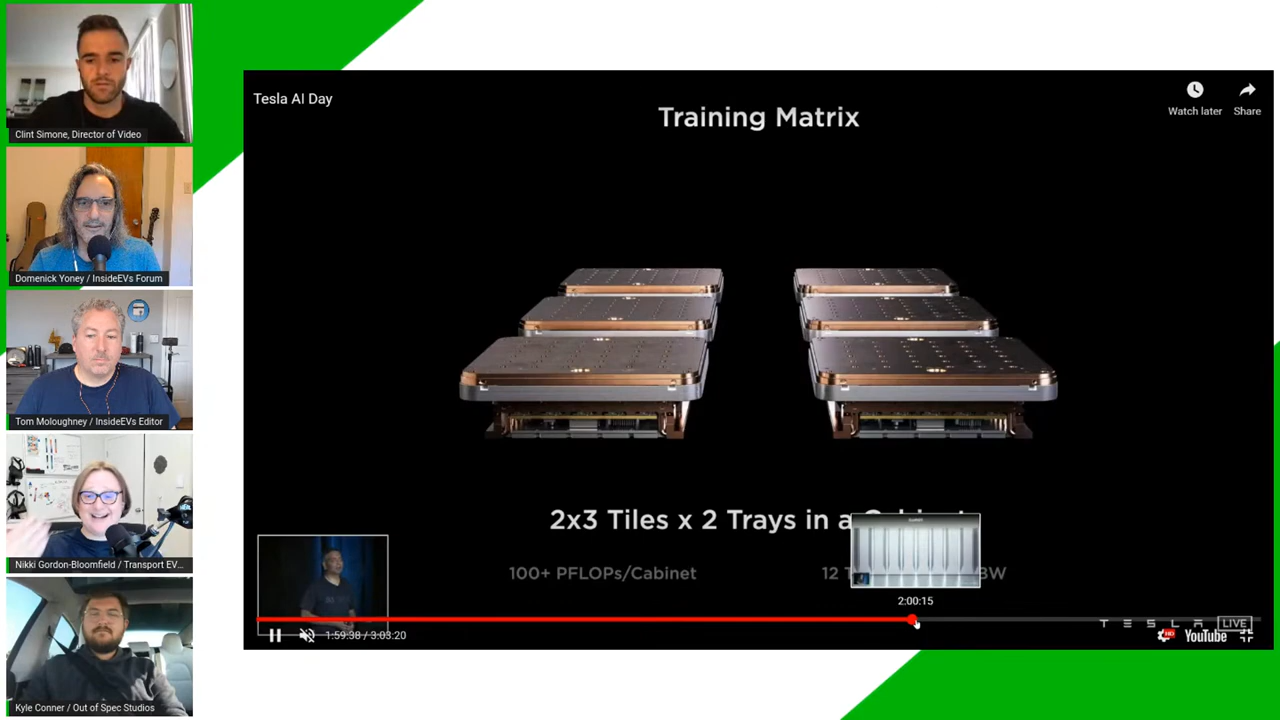 Clint Simone, Director of Video
Domenick Yoney / InsideEVs Forum
Tom Moloughney / InsideEVs Editor
Nikki Gordon-Bloomfield / Transport EV...
Kyle Conner / Out of Spec Studios
Tesla AI Day
Watch later
Share
Training Matrix
2x3 Tiles x 2 Trays in a
100+ PFLOPs/Cabinet
12
2:00:15
1:59:38 / 3:03:20
TESLA LIVE
HD
YouTube